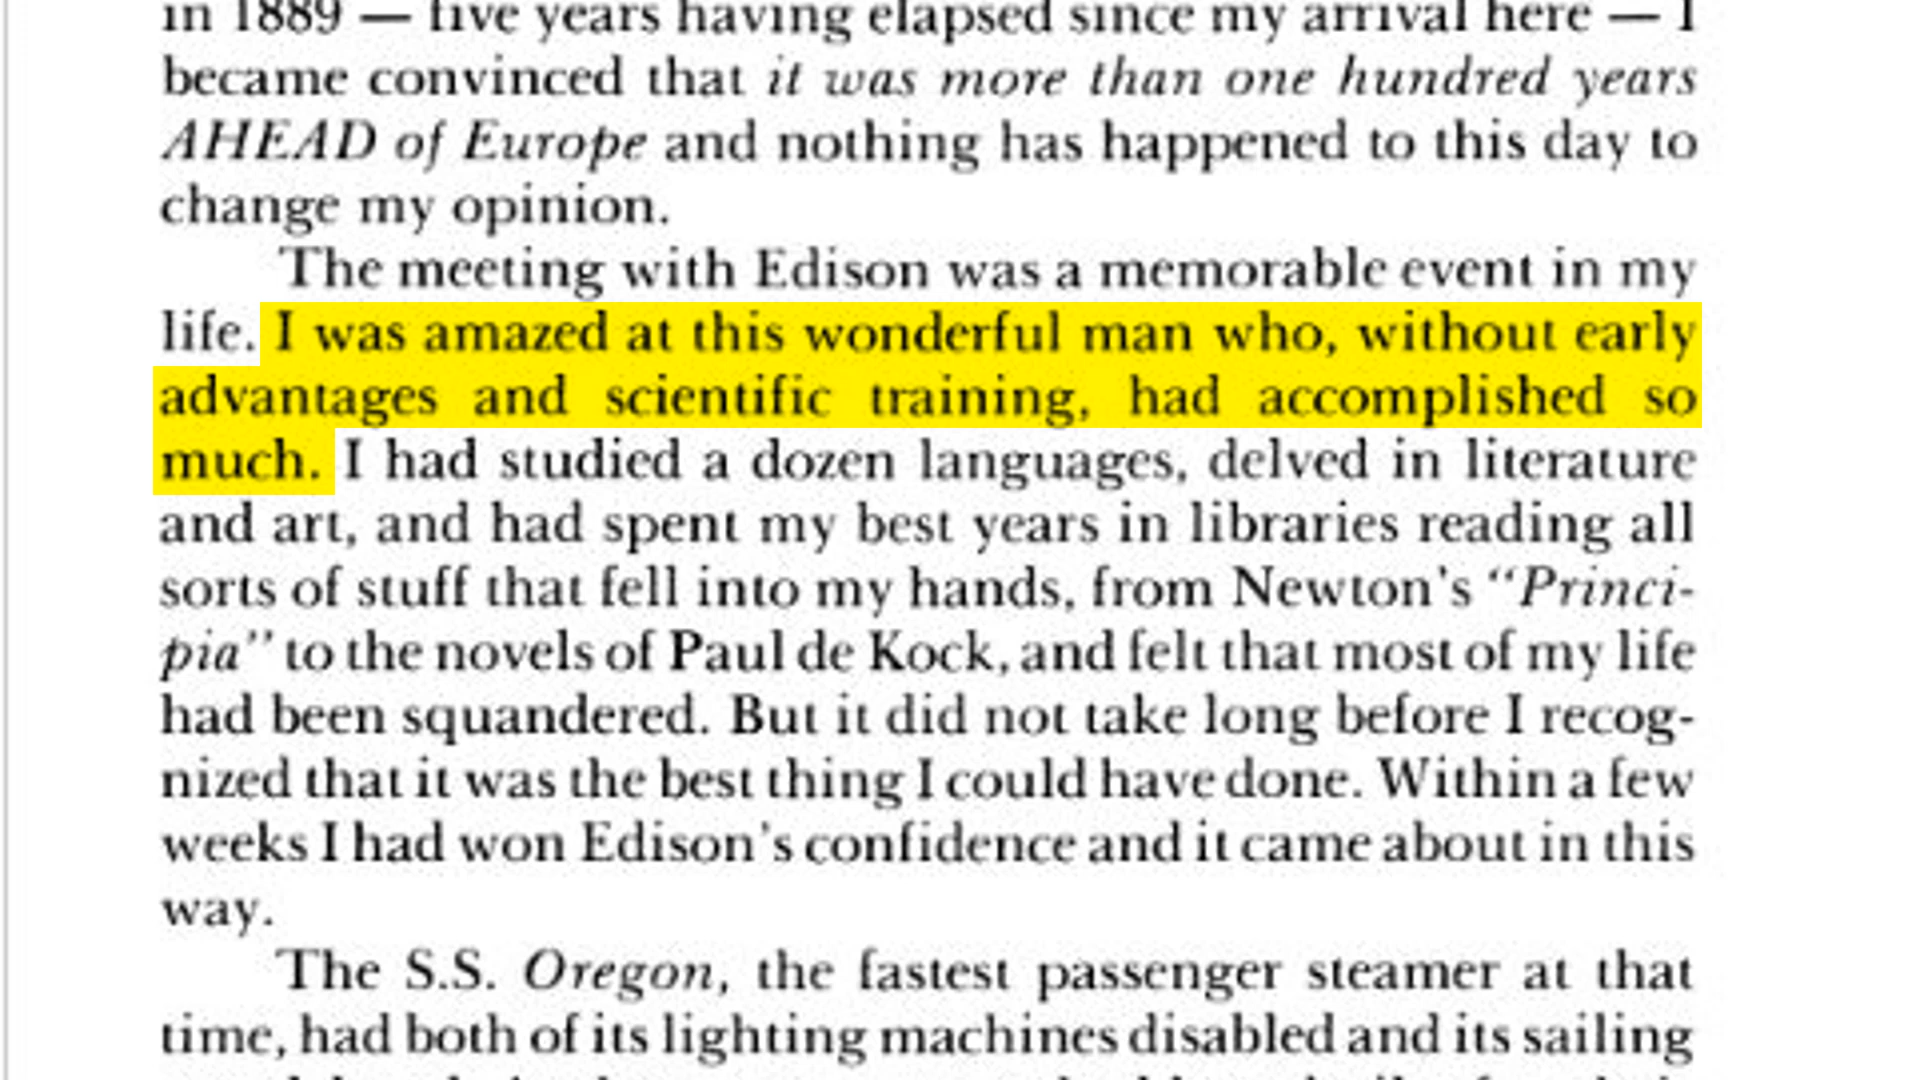 in 1889 — five years having elapsed since my arrival here — I
became convinced that it was more than one hundred years
AHEAD of Europe and nothing has happened to this day to
change my opinion.
The meeting with Edison was a memorable event in my
life. I was amazed at this wonderful man who, without early
advantages and scientific training, had accomplished so
much. I had studied a dozen languages, delved in literature
and art, and had spent my best years in libraries reading all
sorts of stuff that fell into my hands, from Newton's “Princi-
pia” to the novels of Paul de Kock, and felt that most of my life
had been squandered. But it did not take long before I recog-
nized that it was the best thing I could have done. Within a few
weeks I had won Edison's confidence and it came about in this
way.
The S.S. Oregon, the fastest passenger steamer at that
time, had both of its lighting machines disabled and its sailing